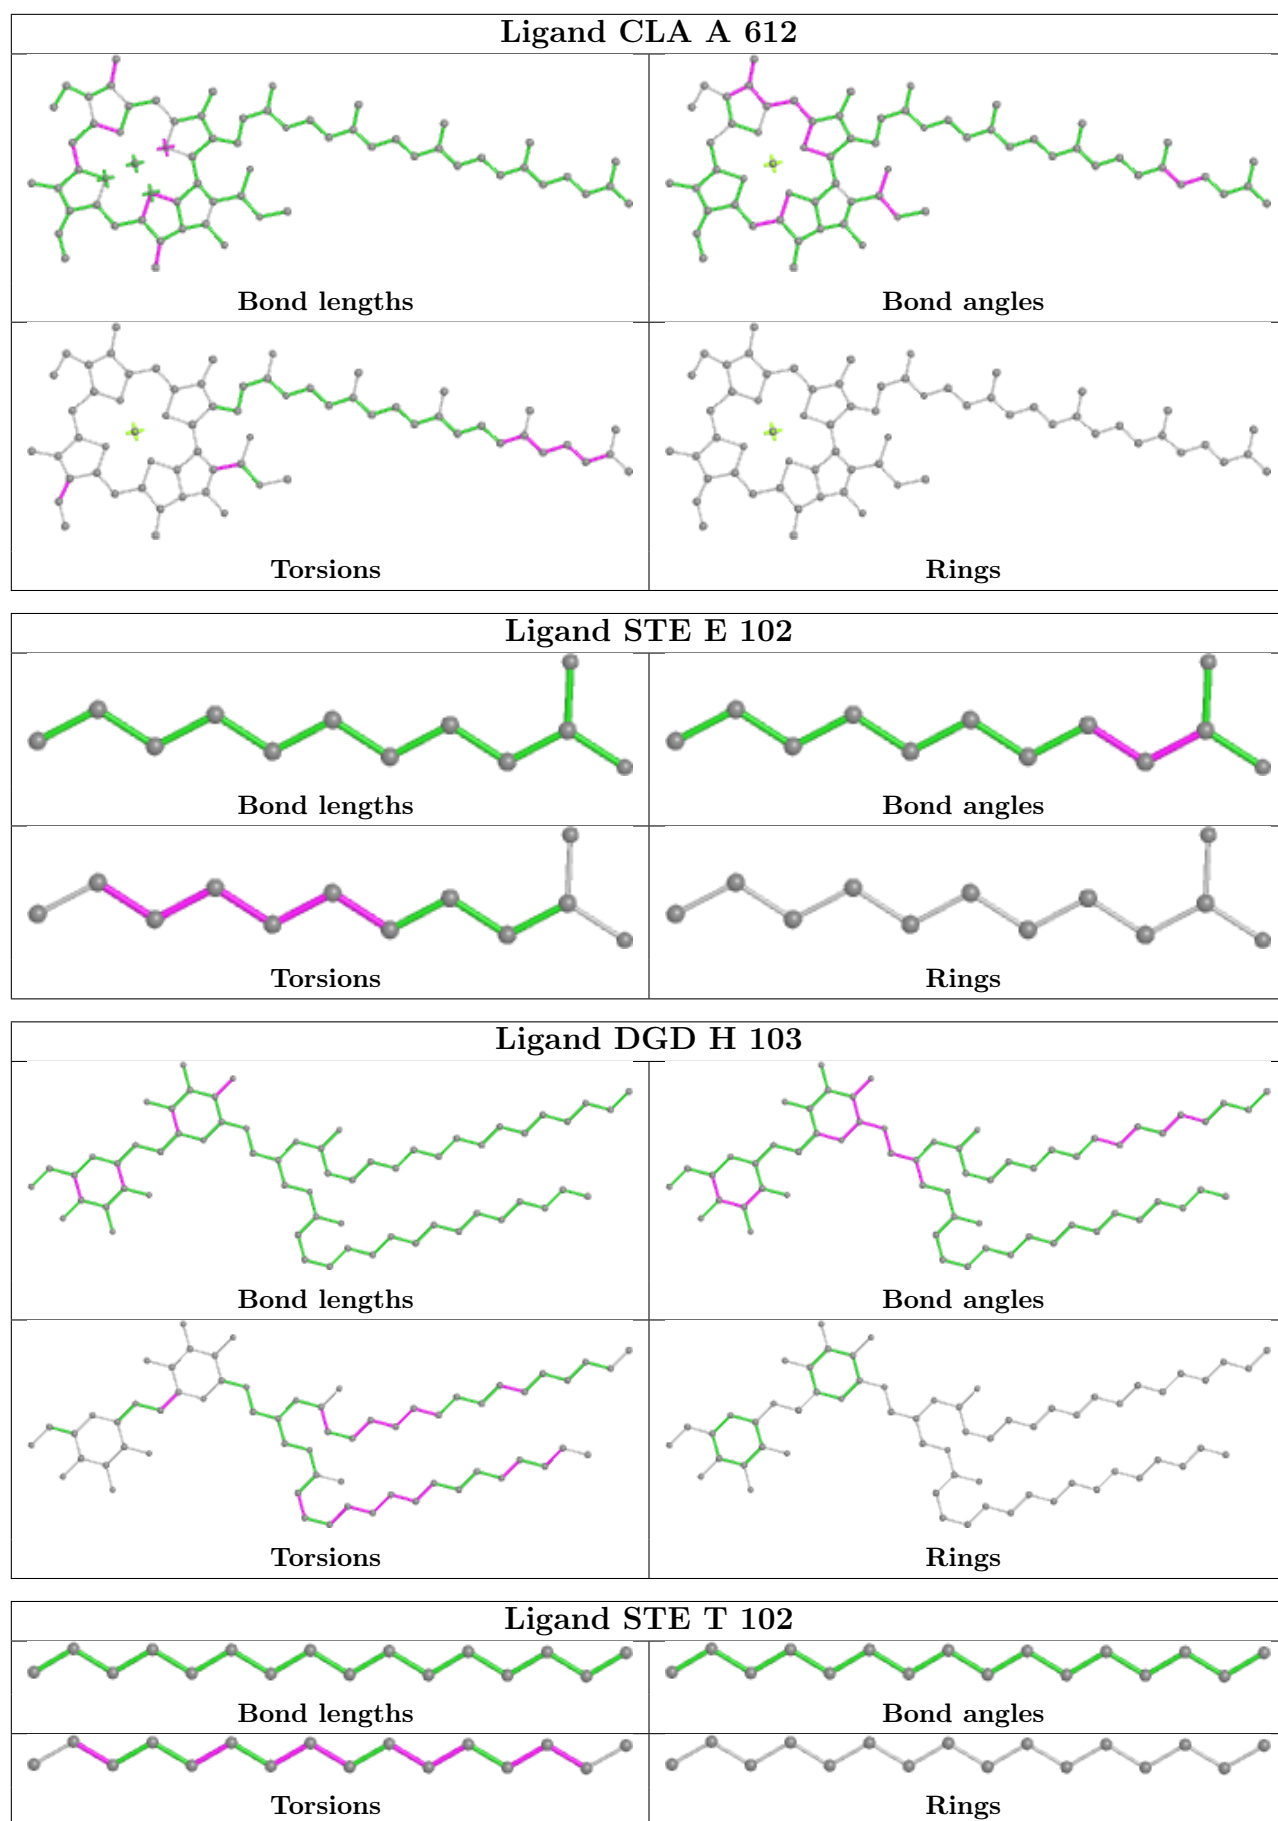 Ligand CLA A 612
Bond lengths
Bond angles
Torsions
Rings
Ligand STE E 102
Bond lengths
Bond angles
Torsions
Rings
Ligand DGD H 103
Bond lengths
Bond angles
Torsions
Rings
Ligand STE T 102
Bond lengths
Bond angles
Torsions
Rings